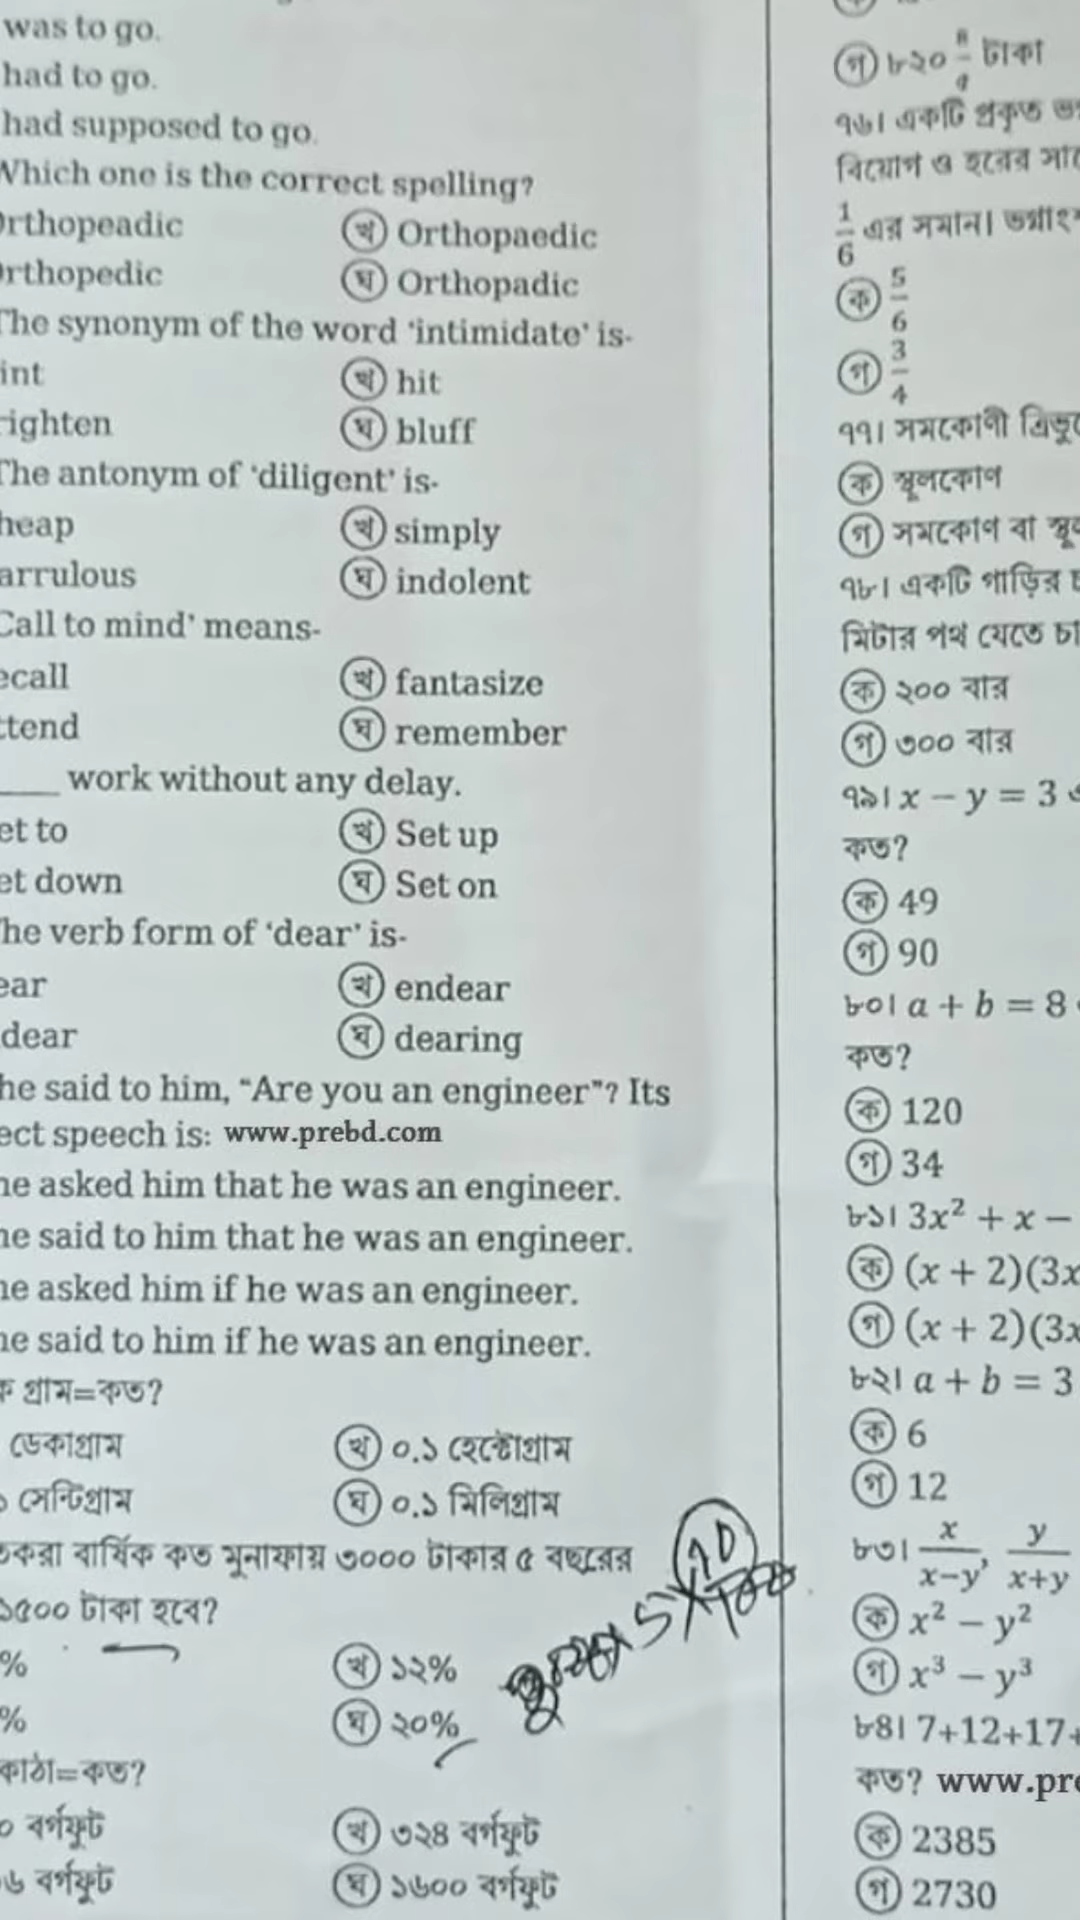 was to go.
had to go.
had supposed to go.
Which one is the correct spelling?
Orthopeadic
খ Orthopaedic
Orthopedic
ঘ Orthopadic
The synonym of the word ‘intimidate’ is-
int
খ hit
righten
ঘ bluff
The antonym of ‘diligent’ is-
heap
খ simply
arrulous
ঘ indolent
Call to mind’ means-
ecall
খ fantasize
ttend
ঘ remember
____ work without any delay.
et to
খ Set up
et down
ঘ Set on
he verb form of ‘dear’ is-
ear
খ endear
dear
ঘ dearing
he said to him, “Are you an engineer”? Its
ect speech is: www.prebd.com
he asked him that he was an engineer.
he said to him that he was an engineer.
he asked him if he was an engineer.
he said to him if he was an engineer.
ক গ্রাম=কত?
ডেকাগ্রাম
খ ০.১ হেক্টোগ্রাম
১ সেন্টিগ্রাম
ঘ ০.১ মিলিগ্রাম
তকরা বার্ষিক কত মুনাফায় ৩০০০ টাকার ৫ বছরের
১৫০০ টাকা হবে?
%
খ ১২%
%
ঘ ২০%
কাঠা=কত?
০ বর্গফুট
খ ৩২৪ বর্গফুট
৬ বর্গফুট
ঘ ১৬০০ বর্গফুট
গ ৮২০ টাকা
৭৬। একটি প্রকৃত ভ
বিয়োগ ও হরের সা
1/6 এর সমান। ভগ্নাংশ
ক 5/6
গ 3/4
৭৭। সমকোণী ত্রিভু
ক স্থূলকোণ
গ সমকোণ বা স্থূ
৭৮। একটি গাড়ির চ
মিটার পথ যেতে চা
ক ২০০ বার
গ ৩০০ বার
৭৯। x − y = 3 এ
কত?
ক 49
গ 90
৮০। a + b = 8
কত?
ক 120
গ 34
৮১। 3x² + x −
ক (x + 2)(3x
গ (x + 2)(3x
৮২। a + b = 3
ক 6
গ 12
৮৩। x/(x−y), y/(x+y)
ক x² − y²
গ x³ − y³
৮৪। 7+12+17+
কত? www.pre
ক 2385
গ 2730